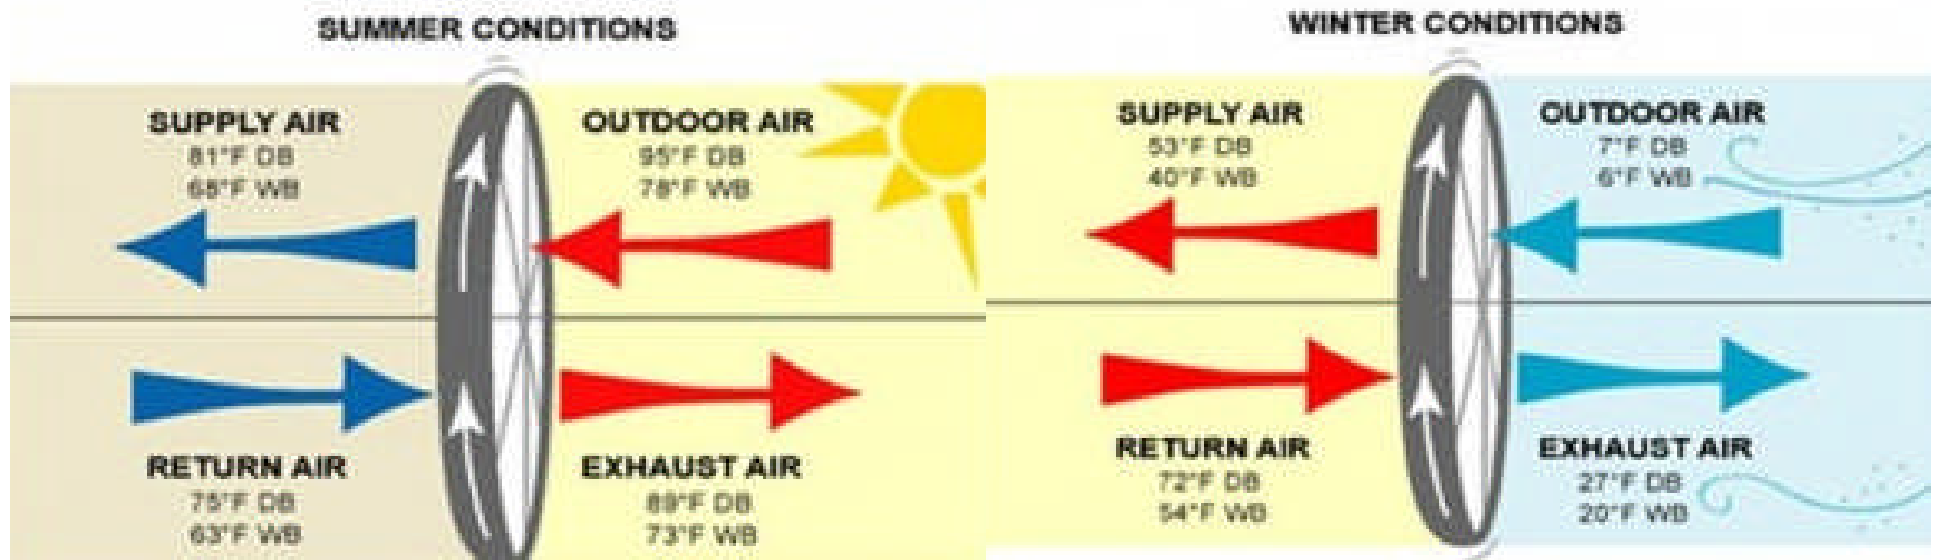 SUMMER CONDITIONS
SUPPLY AIR
81°F DB
68°F WB
OUTDOOR AIR
95°F DB
78°F WB
RETURN AIR
75°F DB
63°F WB
EXHAUST AIR
89°F DB
73°F WB
WINTER CONDITIONS
SUPPLY AIR
53°F DB
40°F WB
OUTDOOR AIR
7°F DB
6°F WB
RETURN AIR
72°F DB
54°F WB
EXHAUST AIR
27°F DB
20°F WB